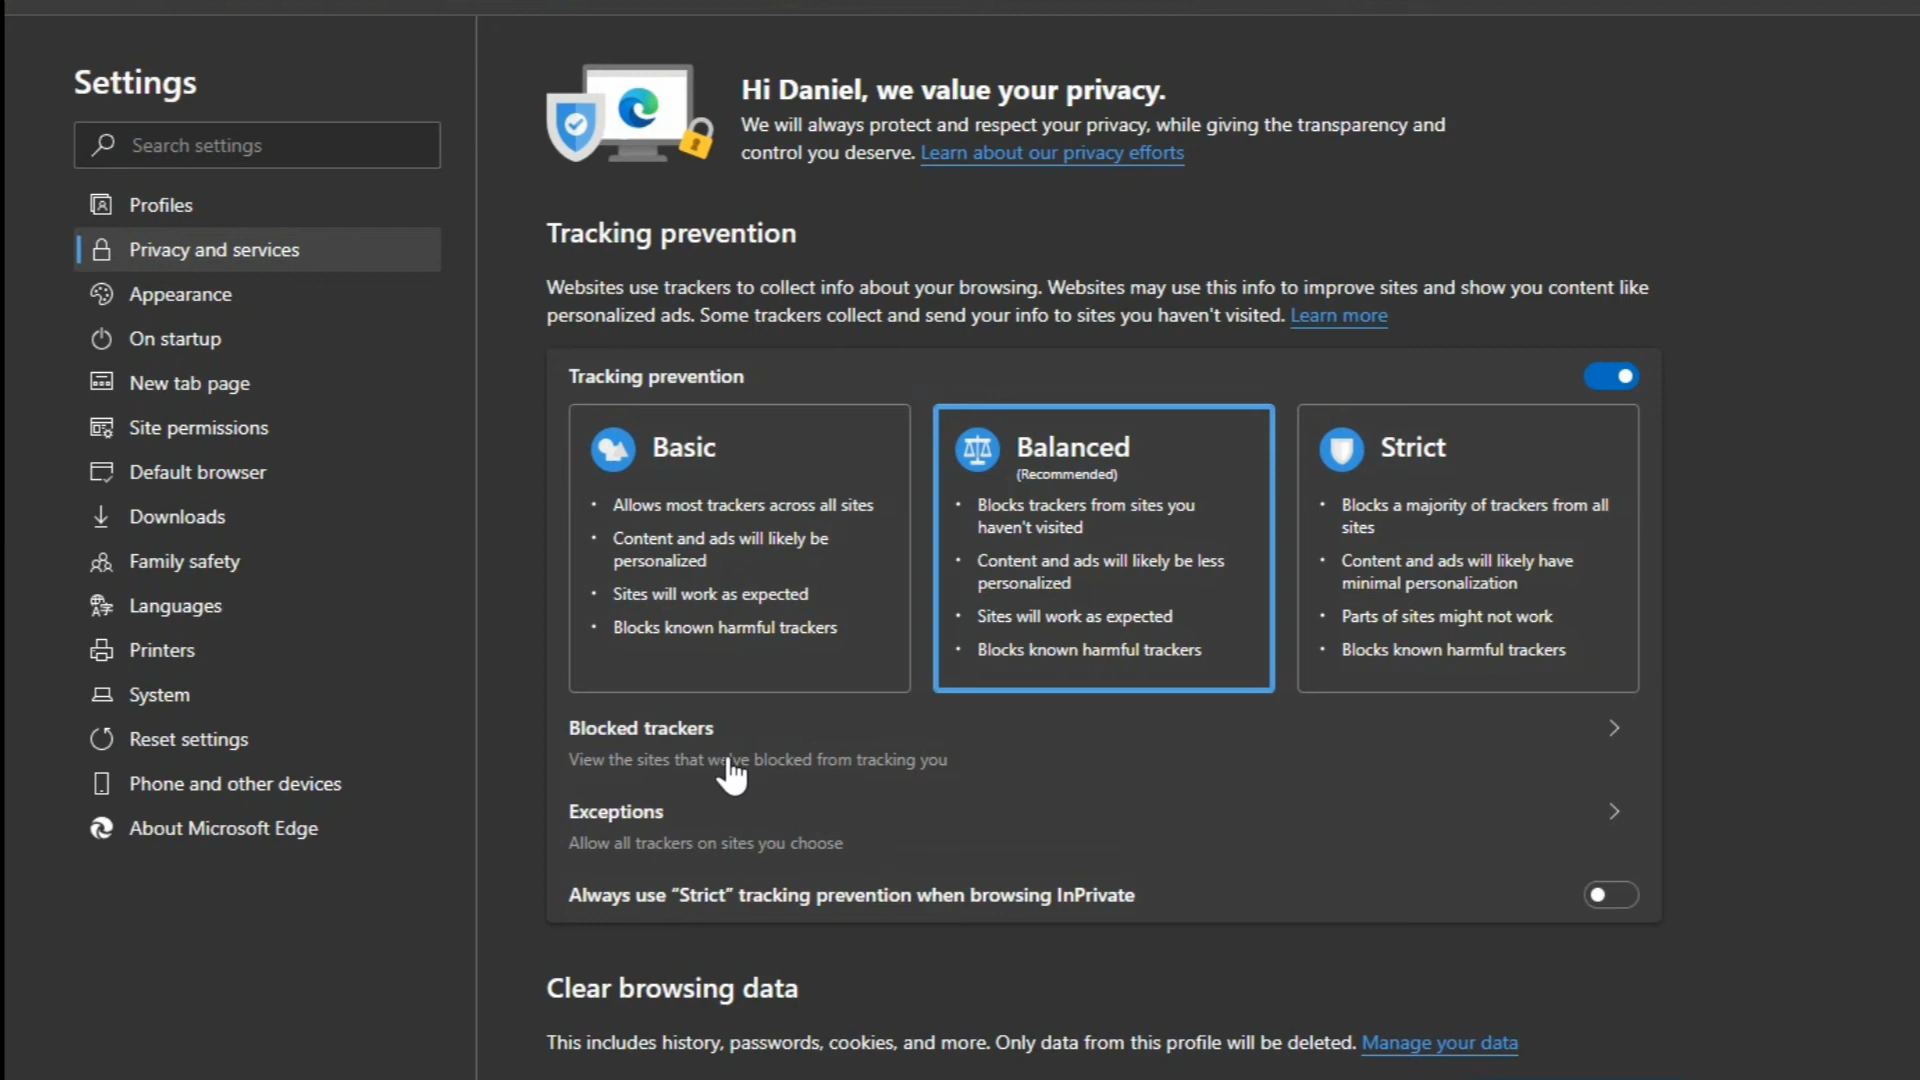 Settings
Search settings
Profiles
Privacy and services
Appearance
On startup
New tab page
Site permissions
Default browser
Downloads
Family safety
Languages
Printers
System
Reset settings
Phone and other devices
About Microsoft Edge
Hi Daniel, we value your privacy.
We will always protect and respect your privacy, while giving the transparency and
control you deserve. Learn about our privacy efforts
Tracking prevention
Websites use trackers to collect info about your browsing. Websites may use this info to improve sites and show you content like
personalized ads. Some trackers collect and send your info to sites you haven't visited. Learn more
Tracking prevention
Basic
• Allows most trackers across all sites
• Content and ads will likely be
personalized
• Sites will work as expected
• Blocks known harmful trackers
Balanced
(Recommended)
• Blocks trackers from sites you
haven't visited
• Content and ads will likely be less
personalized
• Sites will work as expected
• Blocks known harmful trackers
Strict
• Blocks a majority of trackers from all
sites
• Content and ads will likely have
minimal personalization
• Parts of sites might not work
• Blocks known harmful trackers
Blocked trackers
View the sites that we've blocked from tracking you
Exceptions
Allow all trackers on sites you choose
Always use “Strict” tracking prevention when browsing InPrivate
Clear browsing data
This includes history, passwords, cookies, and more. Only data from this profile will be deleted. Manage your data